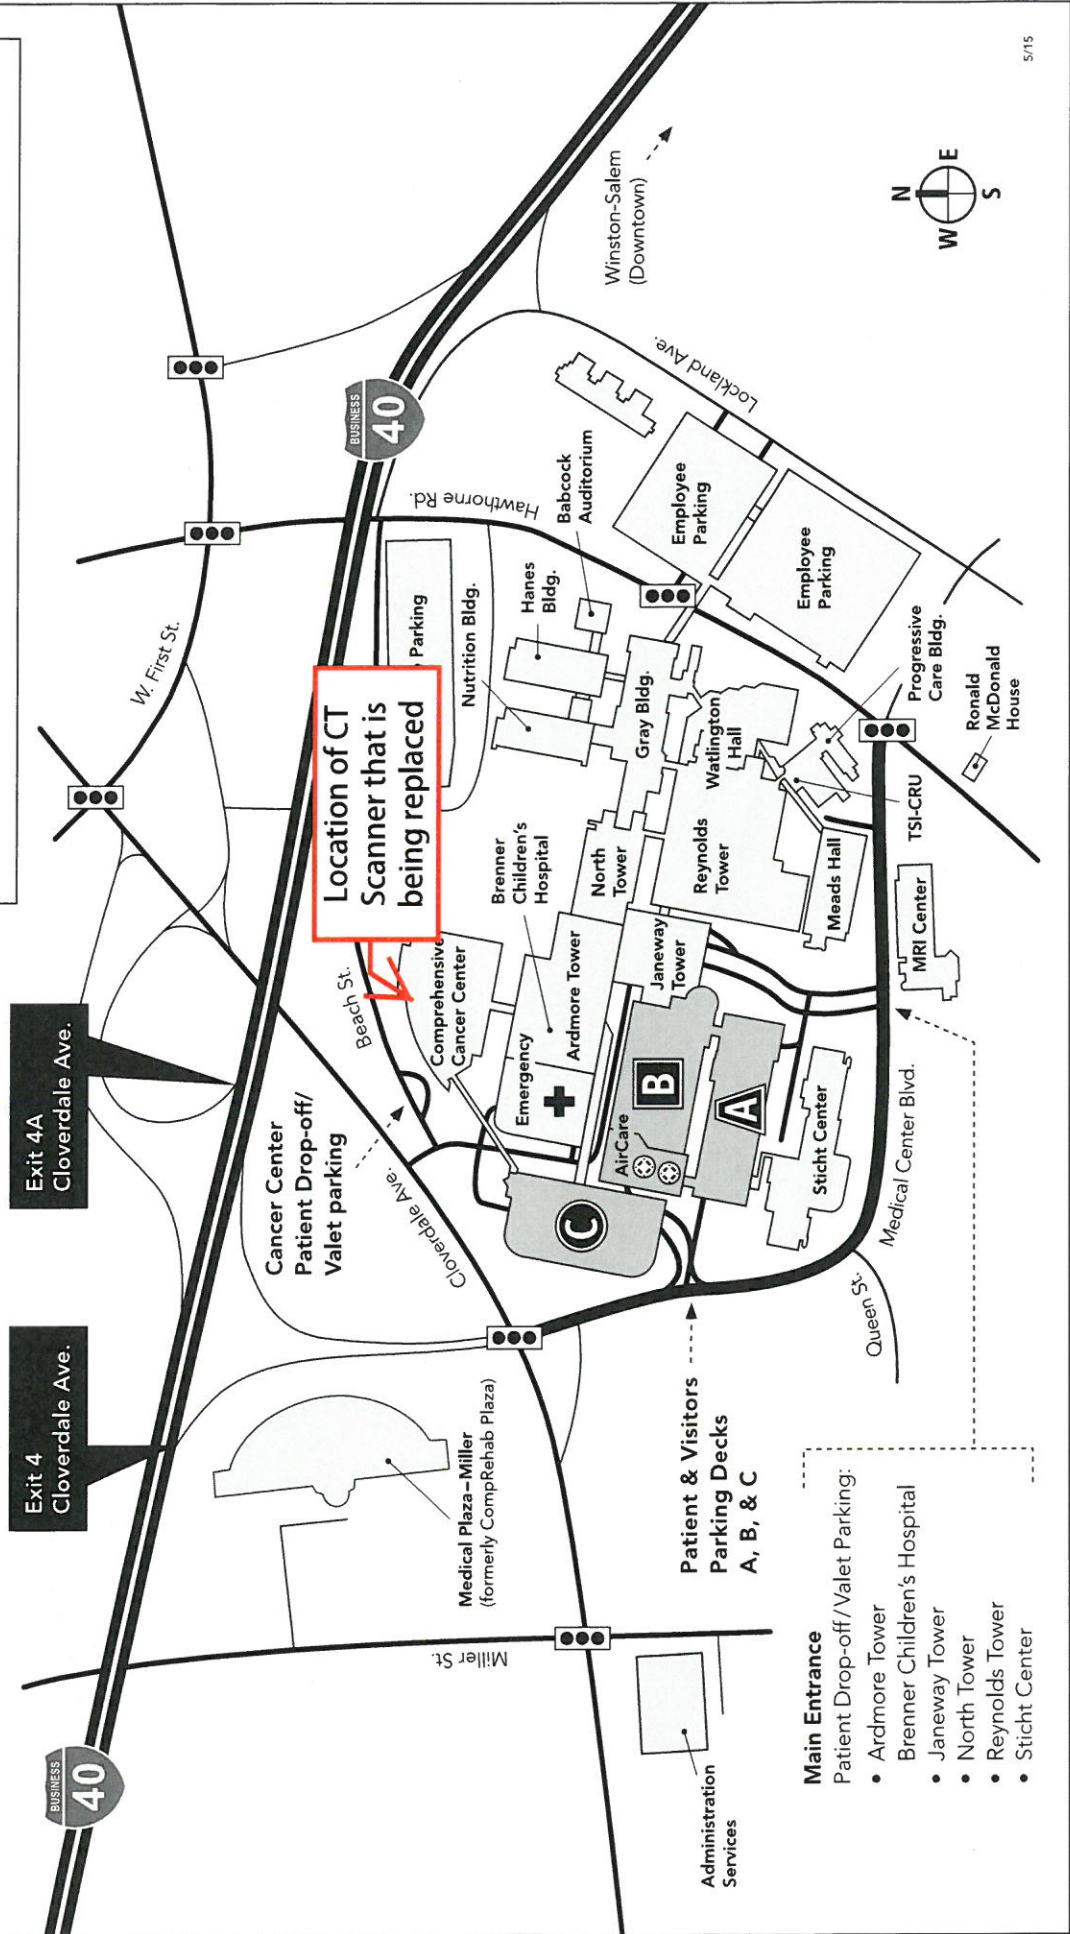 Exit 4
Cloverdale Ave.
Exit 4A
Cloverdale Ave.
BUSINESS
40
BUSINESS
40
W. First St.
Location of CT
Scanner that is
being replaced
Parking
Hawthorne Rd.
Nutrition Bldg.
Hanes
Bldg.
Babcock
Auditorium
Winston-Salem
(Downtown)
Lockland Ave.
Employee
Parking
Employee
Parking
Beach St.
Comprehensive
Cancer Center
Cancer Center
Patient Drop-off/
Valet parking
Cloverdale Ave.
Brenner
Children's
Hospital
North
Tower
Gray Bldg.
Watlington
Hall
Reynolds
Tower
Emergency
Ardmore Tower
Janeway
Tower
AirCare
A
B
C
Progressive
Care Bldg.
Ronald
McDonald
House
TSI-CRU
Meads Hall
MRI Center
Sticht Center
Medical Center Blvd.
Queen St.
Medical Plaza–Miller
(formerly CompRehab Plaza)
Patient & Visitors
Parking Decks
A, B, & C
Miller St.
Administration
Services
Main Entrance
Patient Drop-off/Valet Parking:
• Ardmore Tower
Brenner Children's Hospital
• Janeway Tower
• North Tower
• Reynolds Tower
• Sticht Center
N
W
E
S
5/15